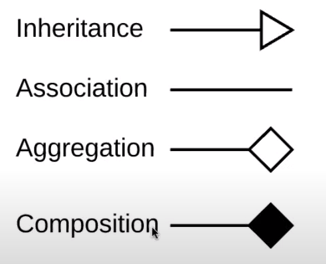 Inheritance
Association
Aggregation
Composition